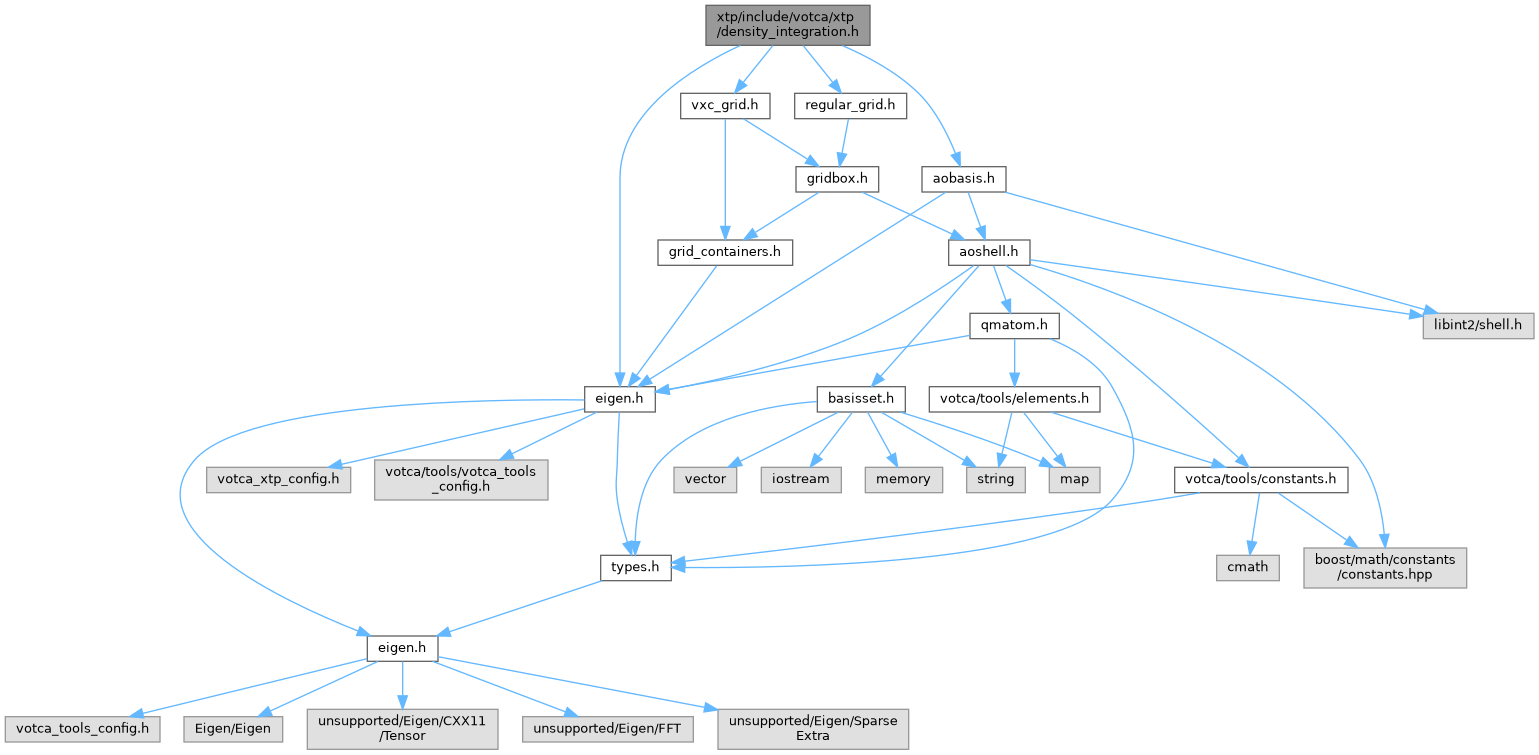 xtp/include/votca/xtp
/density_integration.h
vxc_grid.h
regular_grid.h
gridbox.h
aobasis.h
grid_containers.h
aoshell.h
qmatom.h
libint2/shell.h
eigen.h
basisset.h
votca/tools/elements.h
votca_xtp_config.h
votca/tools/votca_tools
_config.h
vector
iostream
memory
string
map
votca/tools/constants.h
types.h
cmath
boost/math/constants
/constants.hpp
eigen.h
votca_tools_config.h
Eigen/Eigen
unsupported/Eigen/CXX11
/Tensor
unsupported/Eigen/FFT
unsupported/Eigen/Sparse
Extra